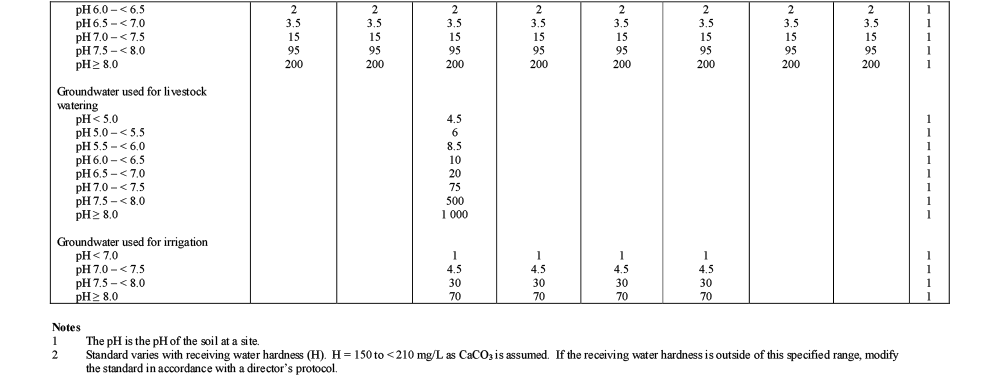 pH 6.0 – < 6.5 2 2 2 2 2 2 2 2 1
pH 6.5 – < 7.0 3.5 3.5 3.5 3.5 3.5 3.5 3.5 3.5 1
pH 7.0 – < 7.5 15 15 15 15 15 15 15 15 1
pH 7.5 – < 8.0 95 95 95 95 95 95 95 95 1
pH ≥ 8.0 200 200 200 200 200 200 200 200 1
Groundwater used for livestock
watering
pH < 5.0 4.5 1
pH 5.0 – < 5.5 6 1
pH 5.5 – < 6.0 8.5 1
pH 6.0 – < 6.5 10 1
pH 6.5 – < 7.0 20 1
pH 7.0 – < 7.5 75 1
pH 7.5 – < 8.0 500 1
pH ≥ 8.0 1 000 1
Groundwater used for irrigation
pH < 7.0 1 1 1 1 1
pH 7.0 – < 7.5 4.5 4.5 4.5 4.5 1
pH 7.5 – < 8.0 30 30 30 30 1
pH ≥ 8.0 70 70 70 70 1
Notes
1 The pH is the pH of the soil at a site.
2 Standard varies with receiving water hardness (H). H = 150 to < 210 mg/L as CaCO₃ is assumed. If the receiving water hardness is outside of this specified range, modify
the standard in accordance with a director's protocol.